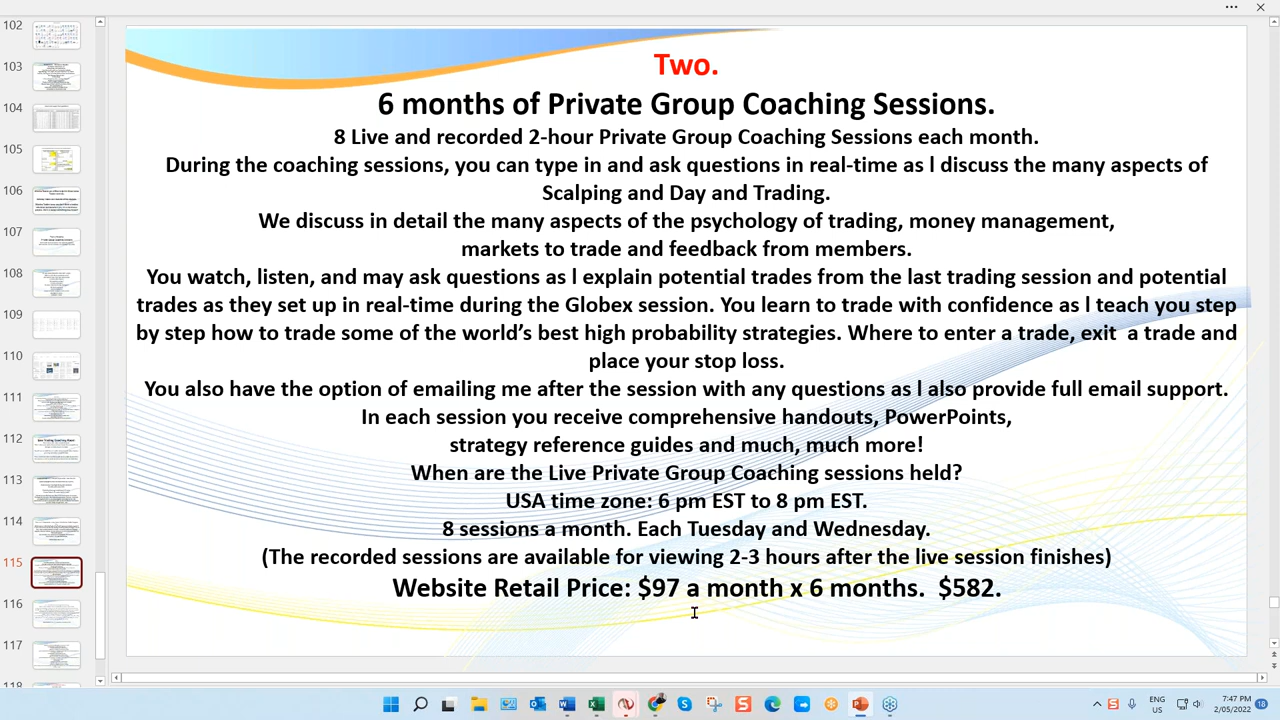 102
103
104
105
106
107
108
109
110
118
Two.
6 months of Private Group Coaching Sessions.
8 Live and recorded 2-hour Private Group Coaching Sessions each month.
During the coaching sessions, you can type in and ask questions in real-time as I discuss the many aspects of
Scalping and Day and Trading.
We discuss in detail the many aspects of the psychology of trading, money management,
markets to trade and feedback from members.
You watch, listen, and may ask questions as I explain potential trades from the last trading session and potential
trades as they set up in real-time during the Globex session. You learn to trade with confidence as I teach you step
by step how to trade some of the world's best high probability strategies. Where to enter a trade, exit a trade and
place your stop loss.
You also have the option of emailing me after the session with any questions as I also provide full email support.
In each session you receive comprehensive handouts, PowerPoints,
strategy reference guides and much, much more!
When are the Live Private Group Coaching sessions held?
USA time zone: 6 pm EST to 8 pm EST.
8 sessions a month. Each Tuesday and Wednesday.
(The recorded session are available for viewing 2-3 hours after the live session finishes)
Website Retail Price: $97 a month x 6 months. $582.
ENG
US
7:47 PM
2/05/2022
18